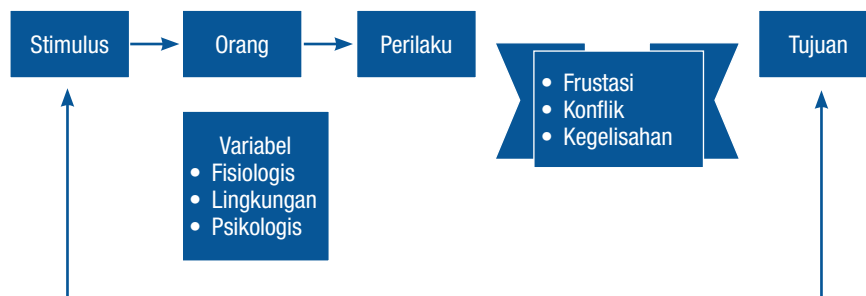 Stimulus
Orang
Perilaku
• Frustasi
• Konflik
• Kegelisahan
Tujuan
Variabel
• Fisiologis
• Lingkungan
• Psikologis